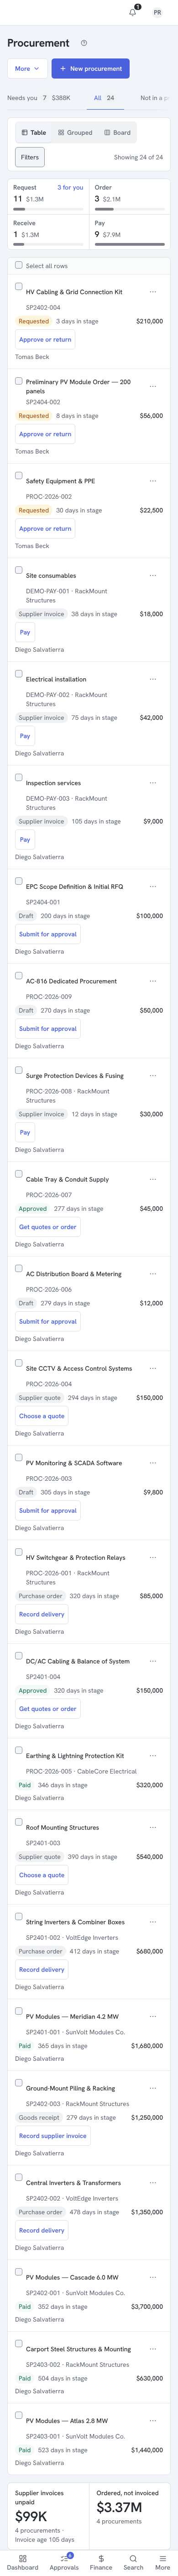 1
PR
Procurement
More
+ New procurement
Needs you 7 $388K
All 24
Not in a p
Table
Grouped
Board
Filters
Showing 24 of 24
Request 3 for you
11 $1.3M
Order
3 $2.1M
Receive
1 $1.3M
Pay
9 $7.9M
Select all rows
HV Cabling & Grid Connection Kit
SP2402-004
Requested 3 days in stage $210,000
Approve or return
Tomas Beck
Preliminary PV Module Order — 200
panels
SP2404-002
Requested 8 days in stage $56,000
Approve or return
Tomas Beck
Safety Equipment & PPE
PROC-2026-002
Requested 30 days in stage $22,500
Approve or return
Tomas Beck
Site consumables
DEMO-PAY-001 · RackMount
Structures
Supplier invoice 38 days in stage $18,000
Pay
Diego Salvatierra
Electrical installation
DEMO-PAY-002 · RackMount
Structures
Supplier invoice 75 days in stage $42,000
Pay
Diego Salvatierra
Inspection services
DEMO-PAY-003 · RackMount
Structures
Supplier invoice 105 days in stage $9,000
Pay
Diego Salvatierra
EPC Scope Definition & Initial RFQ
SP2404-001
Draft 200 days in stage $100,000
Submit for approval
Diego Salvatierra
AC-816 Dedicated Procurement
PROC-2026-009
Draft 270 days in stage $50,000
Submit for approval
Diego Salvatierra
Surge Protection Devices & Fusing
PROC-2026-008 · RackMount
Structures
Supplier invoice 12 days in stage $30,000
Pay
Diego Salvatierra
Cable Tray & Conduit Supply
PROC-2026-007
Approved 277 days in stage $45,000
Get quotes or order
Diego Salvatierra
AC Distribution Board & Metering
PROC-2026-006
Draft 279 days in stage $12,000
Submit for approval
Diego Salvatierra
Site CCTV & Access Control Systems
PROC-2026-004
Supplier quote 294 days in stage $150,000
Choose a quote
Diego Salvatierra
PV Monitoring & SCADA Software
PROC-2026-003
Draft 305 days in stage $9,800
Submit for approval
Diego Salvatierra
HV Switchgear & Protection Relays
PROC-2026-001 · RackMount
Structures
Purchase order 320 days in stage $85,000
Record delivery
Diego Salvatierra
DC/AC Cabling & Balance of System
SP2401-004
Approved 320 days in stage $150,000
Get quotes or order
Diego Salvatierra
Earthing & Lightning Protection Kit
PROC-2026-005 · CableCore Electrical
Paid 346 days in stage $320,000
Diego Salvatierra
Roof Mounting Structures
SP2401-003
Supplier quote 390 days in stage $540,000
Choose a quote
Diego Salvatierra
String Inverters & Combiner Boxes
SP2401-002 · VoltEdge Inverters
Purchase order 412 days in stage $680,000
Record delivery
Diego Salvatierra
PV Modules — Meridian 4.2 MW
SP2401-001 · SunVolt Modules Co.
Paid 365 days in stage $1,680,000
Diego Salvatierra
Ground-Mount Piling & Racking
SP2402-003 · RackMount Structures
Goods receipt 279 days in stage $1,250,000
Record supplier invoice
Diego Salvatierra
Central Inverters & Transformers
SP2402-002 · VoltEdge Inverters
Purchase order 478 days in stage $1,350,000
Record delivery
Diego Salvatierra
PV Modules — Cascade 6.0 MW
SP2402-001 · SunVolt Modules Co.
Paid 352 days in stage $3,700,000
Diego Salvatierra
Carport Steel Structures & Mounting
SP2403-002 · RackMount Structures
Paid 504 days in stage $630,000
Diego Salvatierra
PV Modules — Atlas 2.8 MW
SP2403-001 · SunVolt Modules Co.
Paid 523 days in stage $1,440,000
Diego Salvatierra
Supplier invoices
unpaid
$99K
4 procurements ·
Invoice age 105 days
Ordered, not invoiced
$3.37M
4 procurements
Dashboard
Approvals
Finance
Search
More